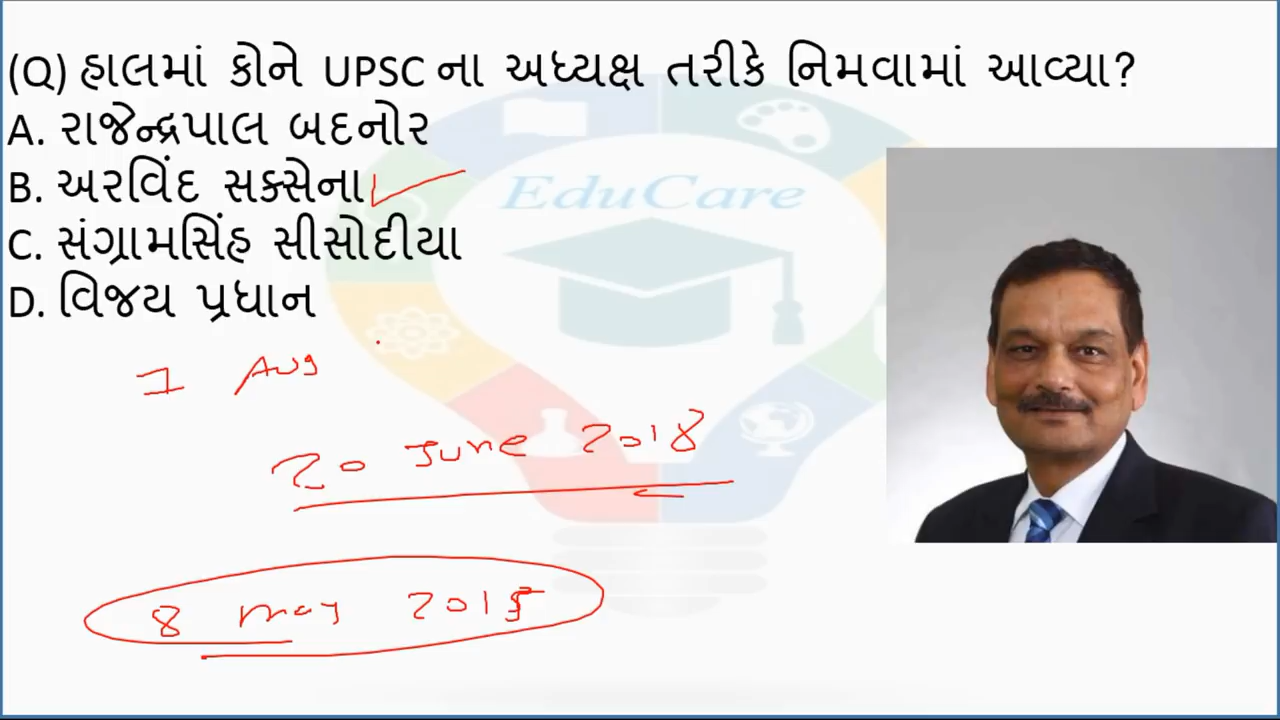 (Q) હાલમાં કોને UPSC ના અધ્યક્ષ તરીકે નિમવામાં આવ્યા?
A. રાજેન્દ્રપાલ બદનોર
B. અરવિંદ સક્સેના
EduCare
C. સંગ્રામસિંહ સીસોદીયા
D. વિજય પ્રધાન
1 Aug
20 June 2018
8 may 2015